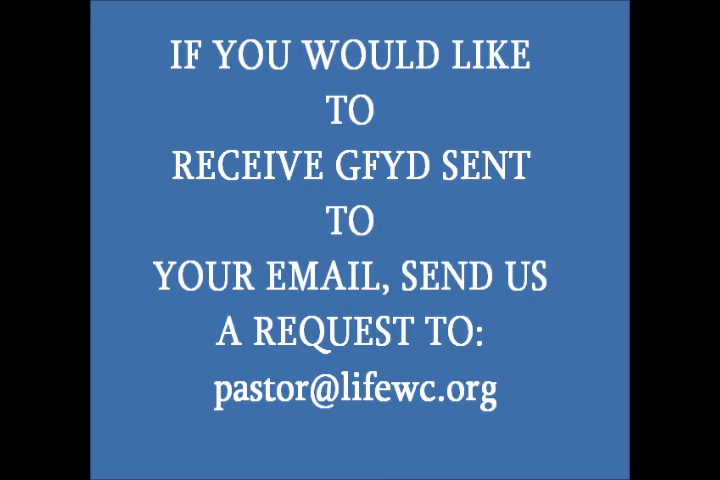 IF YOU WOULD LIKE
TO
RECEIVE GFYD SENT
TO
YOUR EMAIL, SEND US
A REQUEST TO:
pastor@lifewc.org